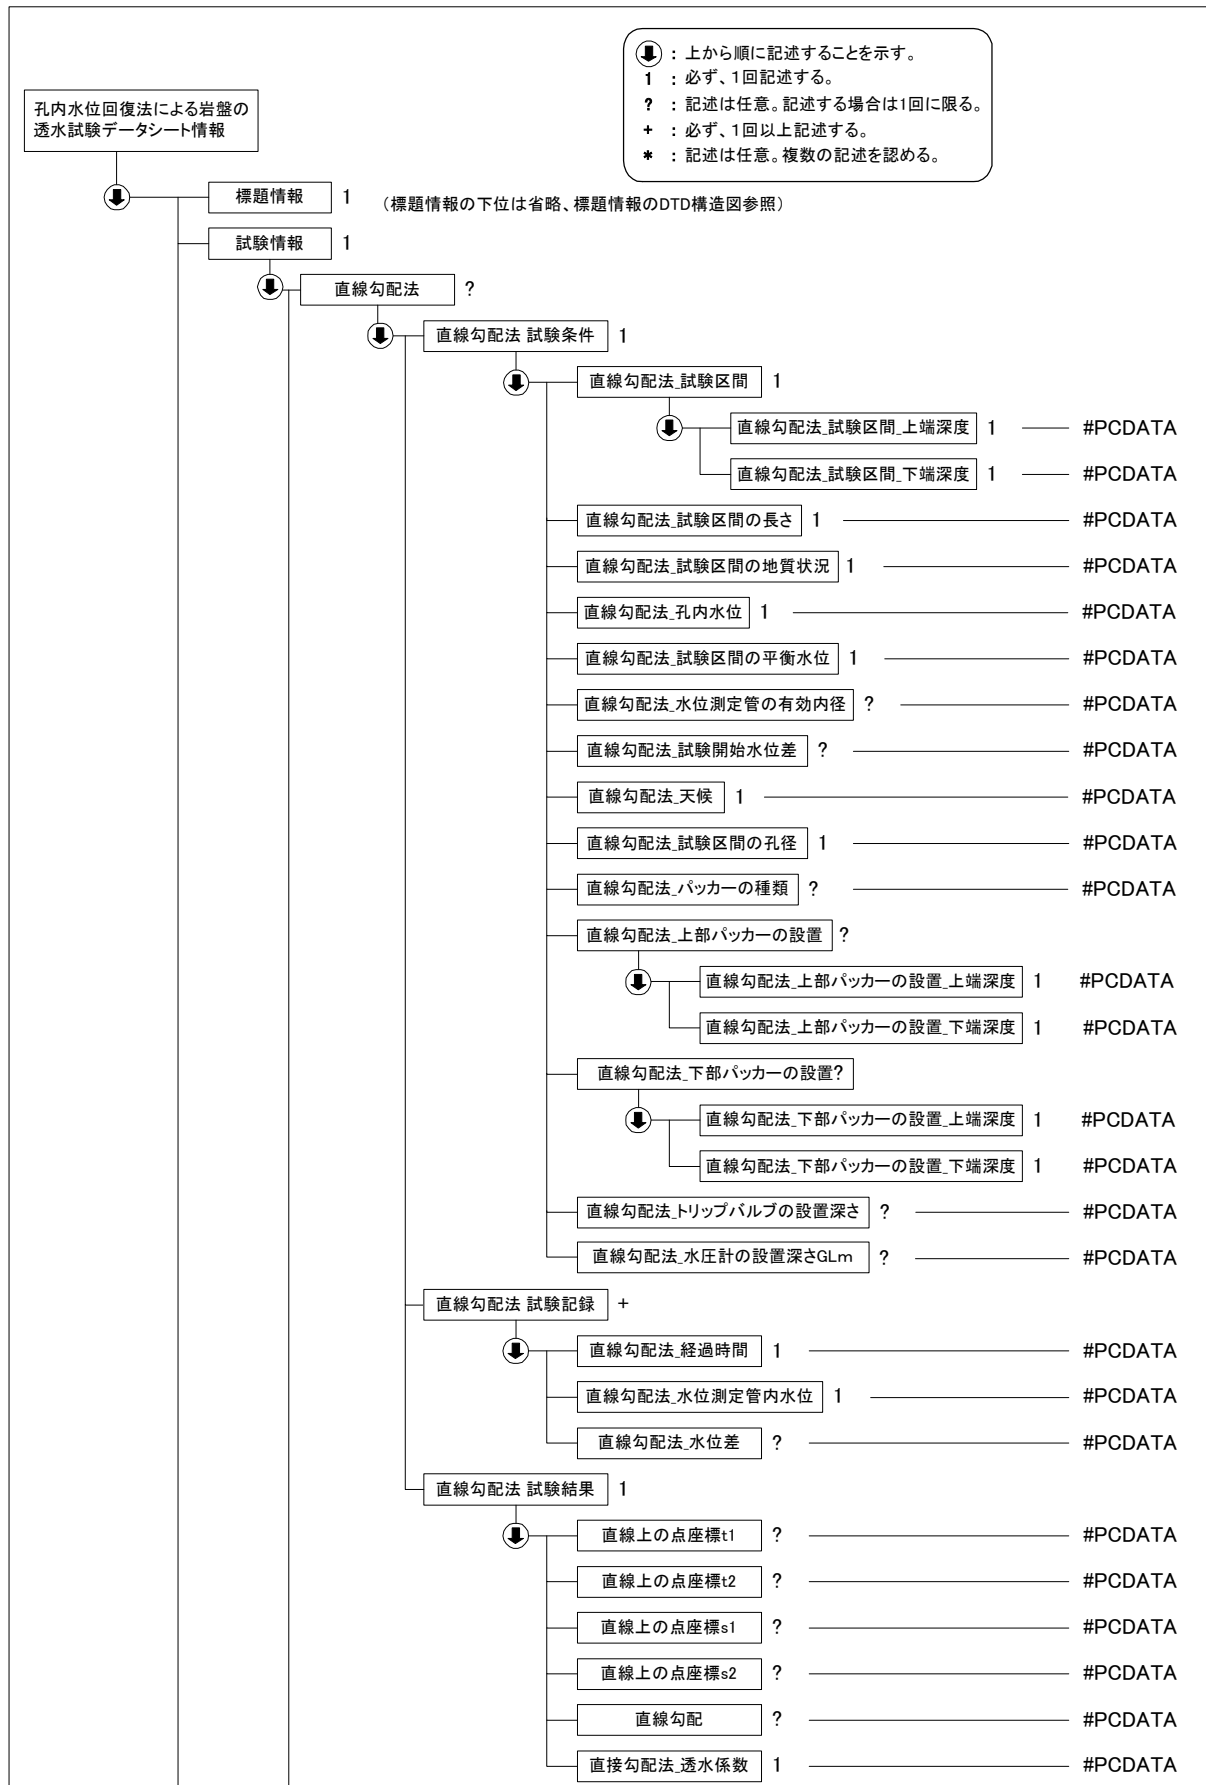 ⬇ : 上から順に記述することを示す。
1 : 必ず、1回記述する。
? : 記述は任意。記述する場合は1回に限る。
+ : 必ず、1回以上記述する。
* : 記述は任意。複数の記述を認める。
孔内水位回復法による岩盤の
透水試験データシート情報
標題情報 1 (標題情報の下位は省略、標題情報のDTD構造図参照)
試験情報 1
直線勾配法 ?
直線勾配法 試験条件 1
直線勾配法_試験区間 1
直線勾配法_試験区間_上端深度 1 #PCDATA
直線勾配法_試験区間_下端深度 1 #PCDATA
直線勾配法_試験区間の長さ 1 #PCDATA
直線勾配法_試験区間の地質状況 1 #PCDATA
直線勾配法_孔内水位 1 #PCDATA
直線勾配法_試験区間の平衡水位 1 #PCDATA
直線勾配法_水位測定管の有効内径 ? #PCDATA
直線勾配法_試験開始水位差 ? #PCDATA
直線勾配法_天候 1 #PCDATA
直線勾配法_試験区間の孔径 1 #PCDATA
直線勾配法_パッカーの種類 ? #PCDATA
直線勾配法_上部パッカーの設置 ?
直線勾配法_上部パッカーの設置_上端深度 1 #PCDATA
直線勾配法_上部パッカーの設置_下端深度 1 #PCDATA
直線勾配法_下部パッカーの設置?
直線勾配法_下部パッカーの設置_上端深度 1 #PCDATA
直線勾配法_下部パッカーの設置_下端深度 1 #PCDATA
直線勾配法_トリップバルブの設置深さ ? #PCDATA
直線勾配法_水圧計の設置深さGLm ? #PCDATA
直線勾配法 試験記録 +
直線勾配法_経過時間 1 #PCDATA
直線勾配法_水位測定管内水位 1 #PCDATA
直線勾配法_水位差 ? #PCDATA
直線勾配法 試験結果 1
直線上の点座標t1 ? #PCDATA
直線上の点座標t2 ? #PCDATA
直線上の点座標s1 ? #PCDATA
直線上の点座標s2 ? #PCDATA
直線勾配 ? #PCDATA
直接勾配法_透水係数 1 #PCDATA